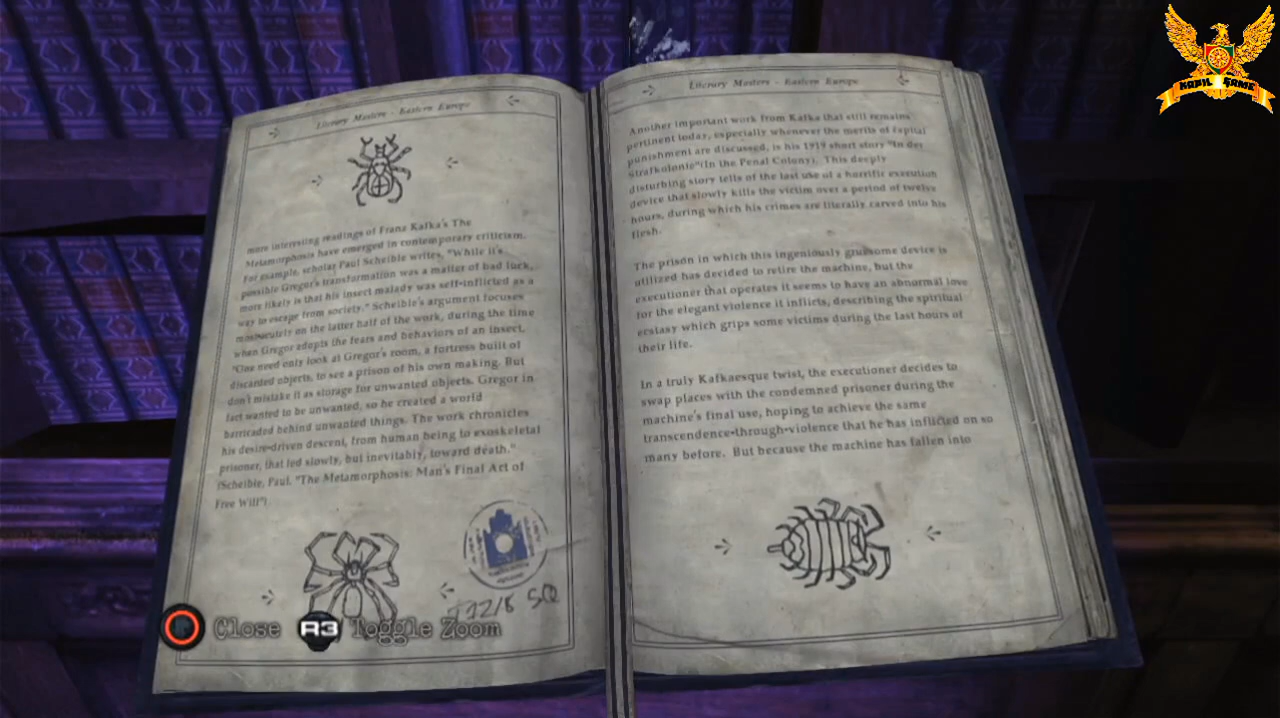 Literary Masters - Eastern Europe
more interesting readings of Franz Kafka's The
Metamorphosis have emerged in contemporary criticism.
For example, scholar Paul Scheible writes, "While it's
possible Gregor's transformation was a matter of bad luck,
more likely is that his insect malady was self-inflicted as a
way to escape from society." Scheible's argument focuses
most acutely on the latter half of the work, during the time
when Gregor adopts the fears and behaviors of an insect.
"One need only look at Gregor's room, a fortress built of
discarded objects, to see a prison of his own making. But
don't mistake it as storage for unwanted objects. Gregor in
fact wanted to be unwanted, so he created a world
barricaded behind unwanted things. The work chronicles
his desire-driven descent, from human being to exoskeletal
prisoner, that led slowly, but inevitably, toward death."
(Scheible, Paul. "The Metamorphosis: Man's Final Act of
Free Will")
Literary Masters - Eastern Europe
Another important work from Kafka that still remains
pertinent today, especially whenever the merits of capital
punishment are discussed, is his 1919 short story "In der
Strafkolonie"(In the Penal Colony). This deeply
disturbing story tells of the last use of a horrific execution
device that slowly kills the victim over a period of twelve
hours, during which his crimes are literally carved into his
flesh.
The prison in which this ingeniously gruesome device is
utilized has decided to retire the machine, but the
executioner that operates it seems to have an abnormal love
for the elegant violence it inflicts, describing the spiritual
ecstasy which grips some victims during the last hours of
their life.
In a truly Kafkaesque twist, the executioner decides to
swap places with the condemned prisoner during the
machine's final use, hoping to achieve the same
transcendence-through-violence that he has inflicted on so
many before. But because the machine has fallen into
Close R3 Toggle Zoom
KAPIL GAME